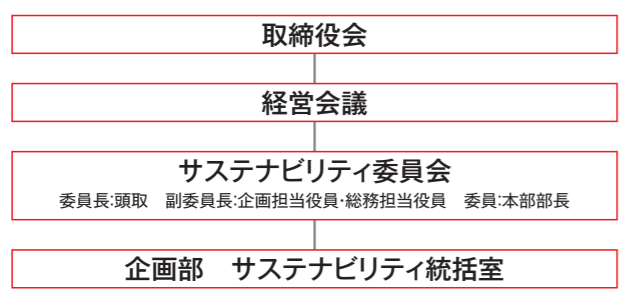 取締役会
経営会議
サステナビリティ委員会
委員長:頭取　副委員長:企画担当役員・総務担当役員　委員:本部部長
企画部　サステナビリティ統括室